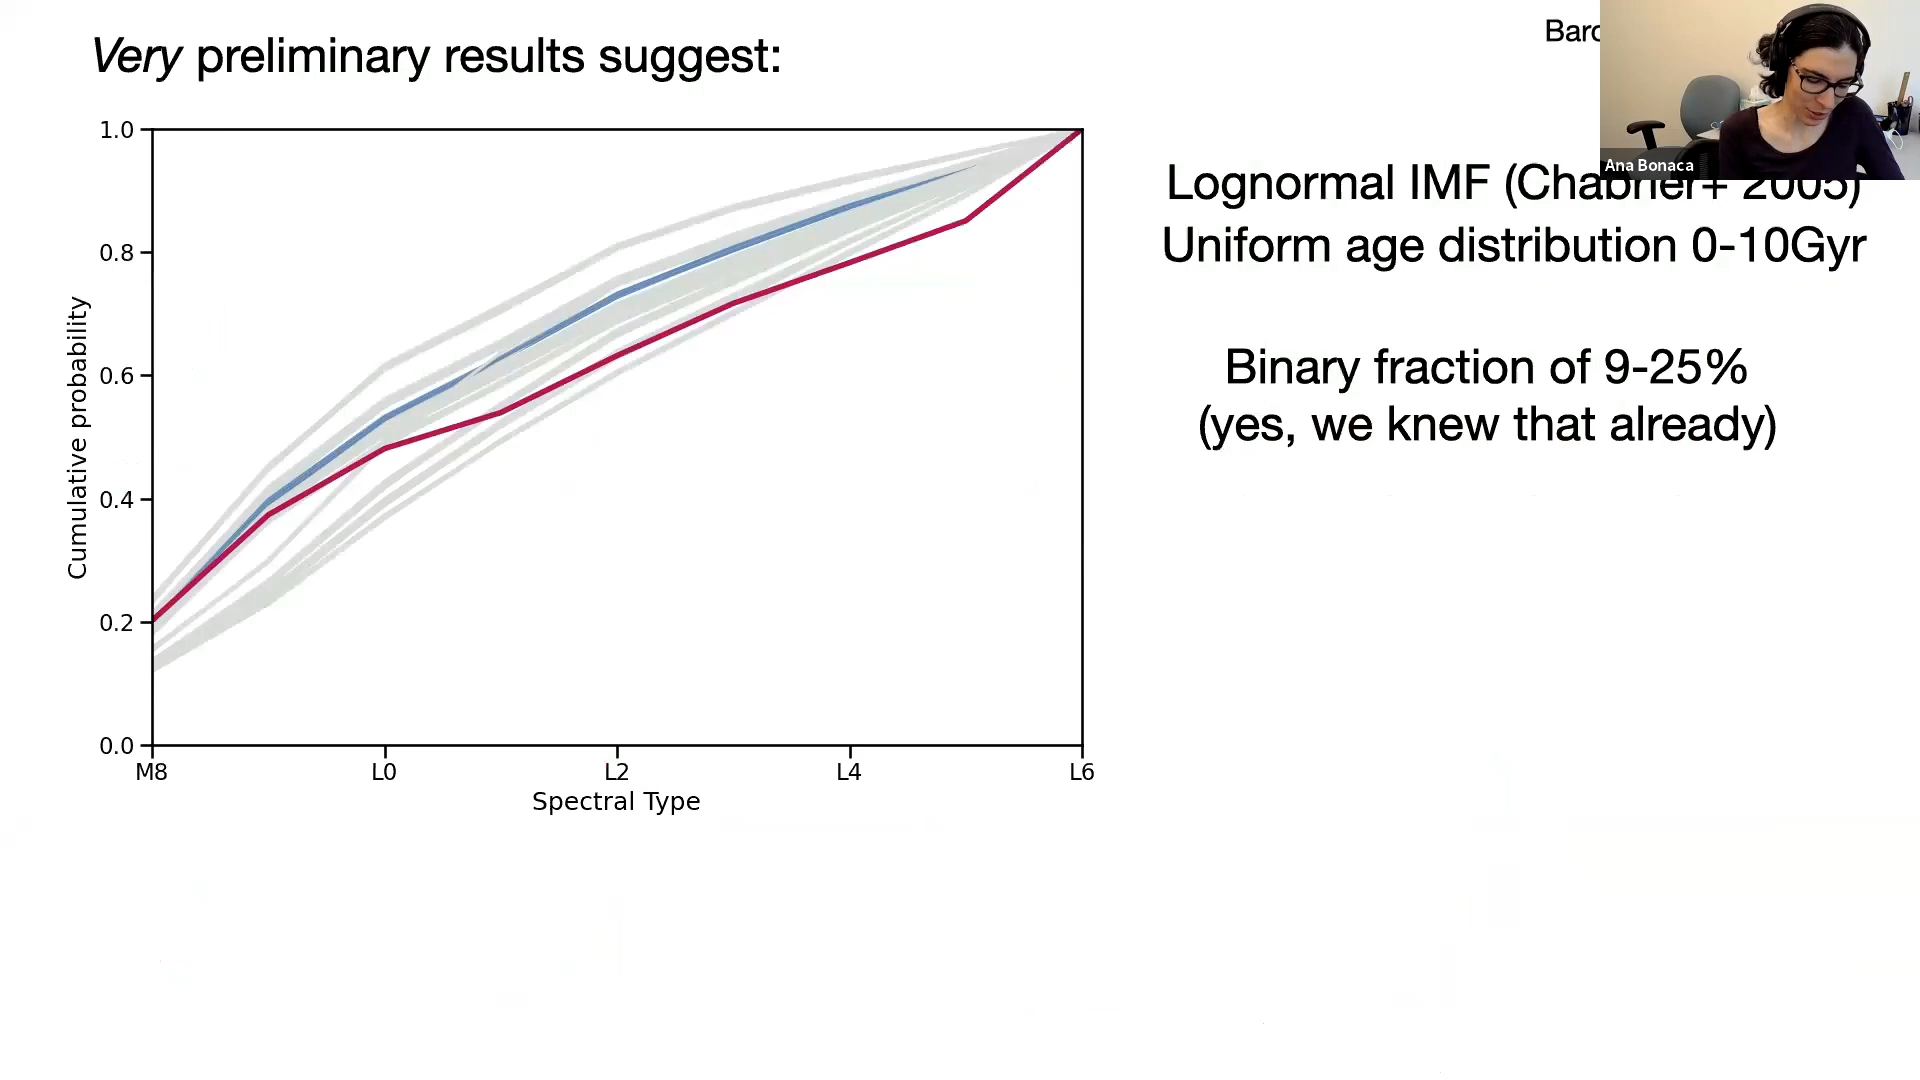 Very preliminary results suggest:
Ana Bonaca
Lognormal IMF (Chabrier+ 2005)
Uniform age distribution 0-10Gyr
Binary fraction of 9-25%
(yes, we knew that already)
1.0
0.8
0.6
0.4
0.2
0.0
Cumulative probability
M8 L0 L2 L4 L6
Spectral Type